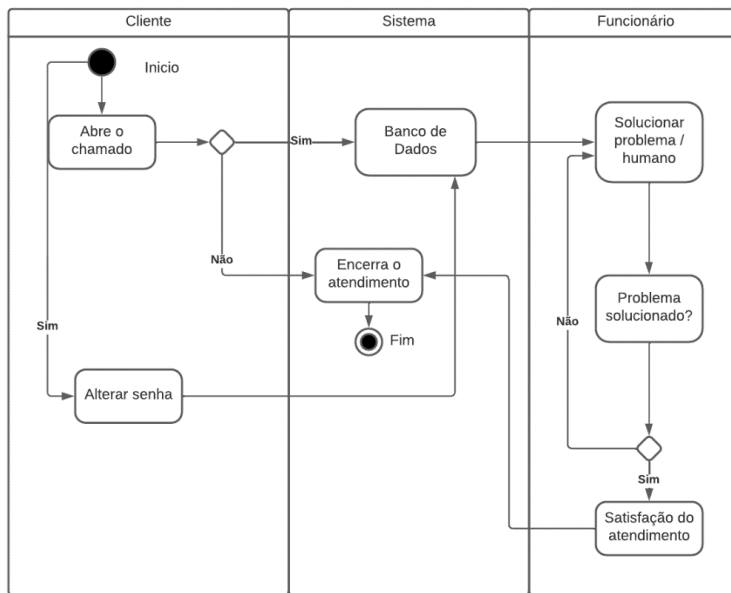 Cliente
Sistema
Funcionário
Inicio
Abre o
chamado
Sim
Banco de
Dados
Solucionar
problema /
humano
Não
Encerra o
atendimento
Fim
Problema
solucionado?
Não
Sim
Alterar senha
Sim
Satisfação do
atendimento